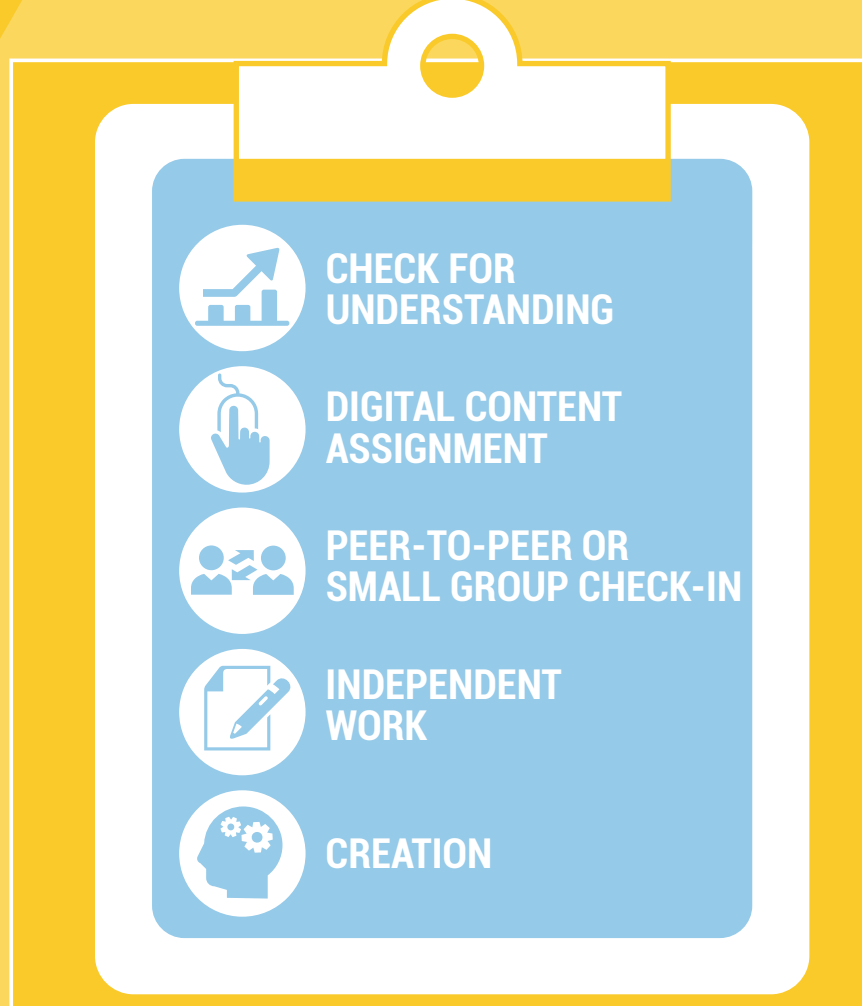 CHECK FOR
UNDERSTANDING
DIGITAL CONTENT
ASSIGNMENT
PEER-TO-PEER OR
SMALL GROUP CHECK-IN
INDEPENDENT
WORK
CREATION